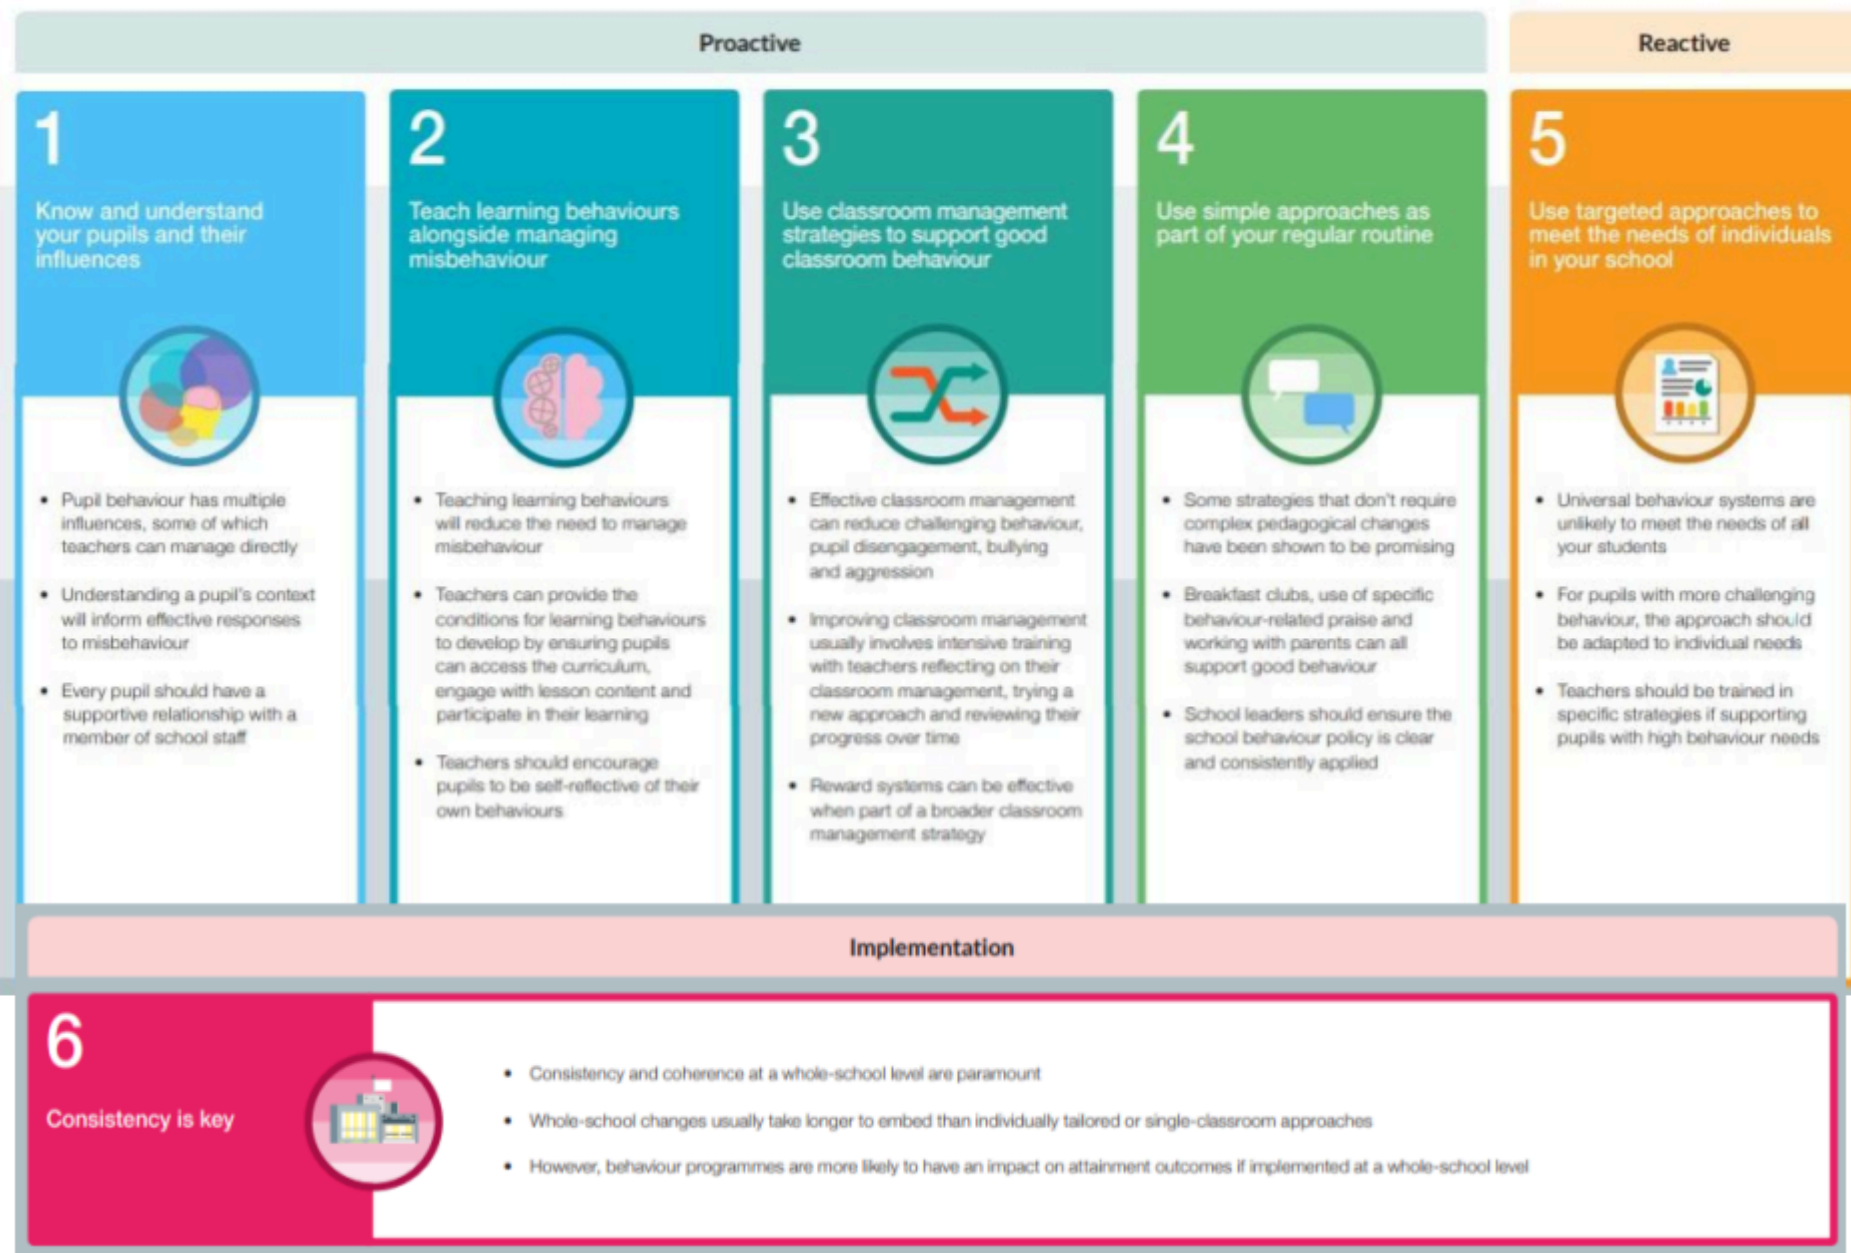 Proactive
Reactive
1
Know and understand
your pupils and their
influences
• Pupil behaviour has multiple
influences, some of which
teachers can manage directly
• Understanding a pupil's context
will inform effective responses
to misbehaviour
• Every pupil should have a
supportive relationship with a
member of school staff
2
Teach learning behaviours
alongside managing
misbehaviour
• Teaching learning behaviours
will reduce the need to manage
misbehaviour
• Teachers can provide the
conditions for learning behaviours
to develop by ensuring pupils
can access the curriculum,
engage with lesson content and
participate in their learning
• Teachers should encourage
pupils to be self-reflective of their
own behaviours
3
Use classroom management
strategies to support good
classroom behaviour
• Effective classroom management
can reduce challenging behaviour,
pupil disengagement, bullying
and aggression
• Improving classroom management
usually involves intensive training
with teachers reflecting on their
classroom management, trying a
new approach and reviewing their
progress over time
• Reward systems can be effective
when part of a broader classroom
management strategy
4
Use simple approaches as
part of your regular routine
• Some strategies that don't require
complex pedagogical changes
have been shown to be promising
• Breakfast clubs, use of specific
behaviour-related praise and
working with parents can all
support good behaviour
• School leaders should ensure the
school behaviour policy is clear
and consistently applied
5
Use targeted approaches to
meet the needs of individuals
in your school
• Universal behaviour systems are
unlikely to meet the needs of all
your students
• For pupils with more challenging
behaviour, the approach should
be adapted to individual needs
• Teachers should be trained in
specific strategies if supporting
pupils with high behaviour needs
Implementation
6
Consistency is key
• Consistency and coherence at a whole-school level are paramount
• Whole-school changes usually take longer to embed than individually tailored or single-classroom approaches
• However, behaviour programmes are more likely to have an impact on attainment outcomes if implemented at a whole-school level